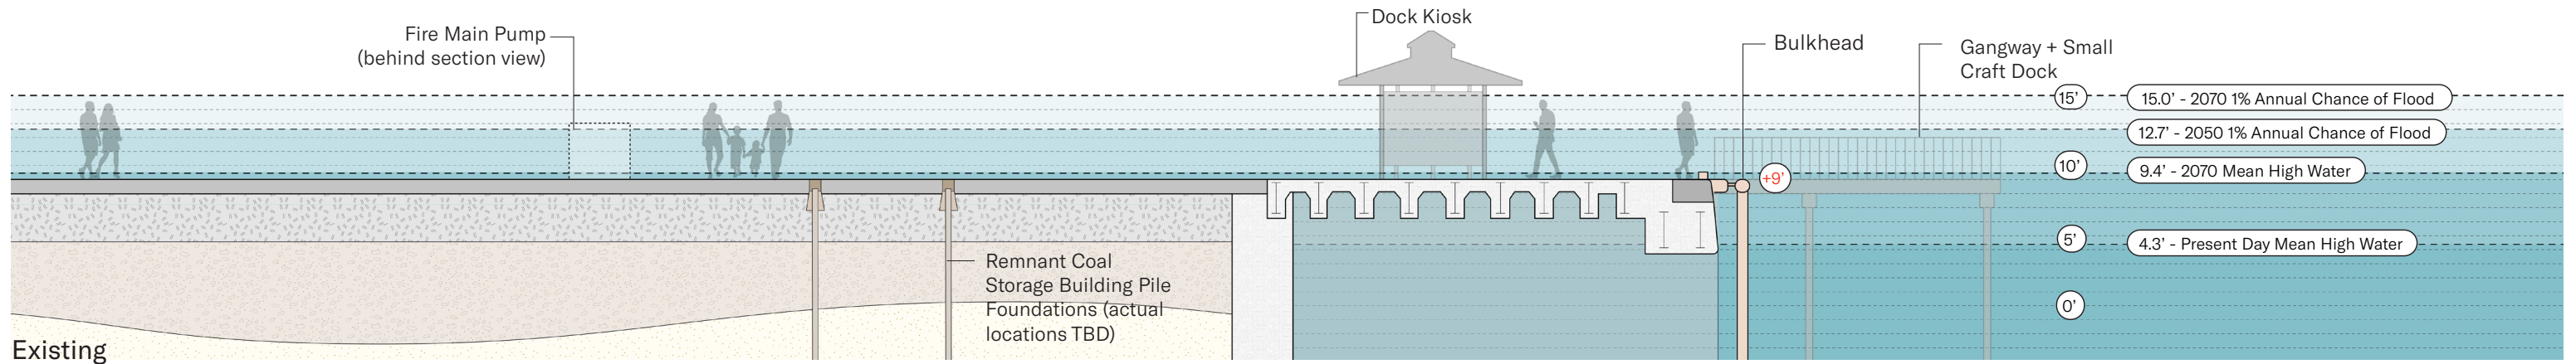 Fire Main Pump
(behind section view)
Dock Kiosk
Bulkhead
Gangway + Small
Craft Dock
15’
15.0’ - 2070 1% Annual Chance of Flood
12.7’ - 2050 1% Annual Chance of Flood
10’
9.4’ - 2070 Mean High Water
+9’
5’
4.3’ - Present Day Mean High Water
0’
Remnant Coal
Storage Building Pile
Foundations (actual
locations TBD)
Existing